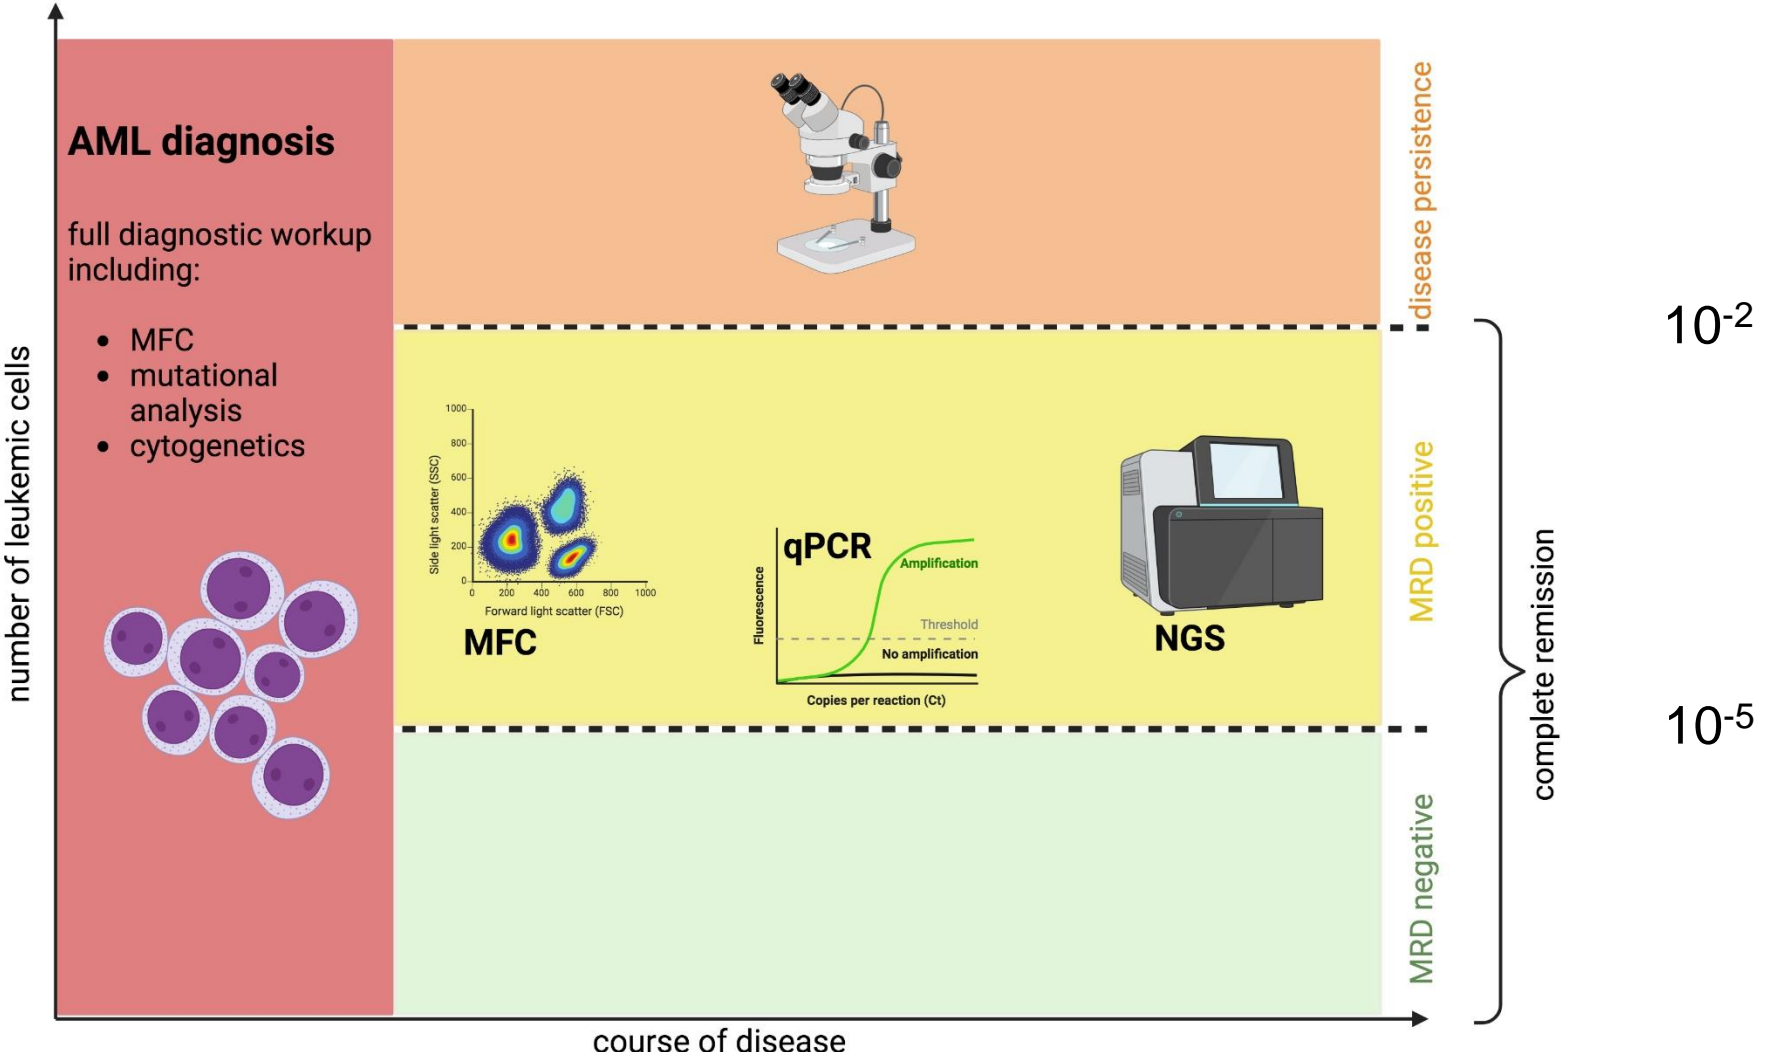 AML diagnosis
full diagnostic workup
including:
• MFC
• mutational
analysis
• cytogenetics
number of leukemic cells
course of disease
disease persistence
MRD positive
MRD negative
complete remission
10-2
10-5
1000
800
600
400
200
0
0 200 400 600 800 1000
Side light scatter (SSC)
Forward light scatter (FSC)
MFC
qPCR
Amplification
Threshold
No amplification
Fluorescence
Copies per reaction (Ct)
NGS